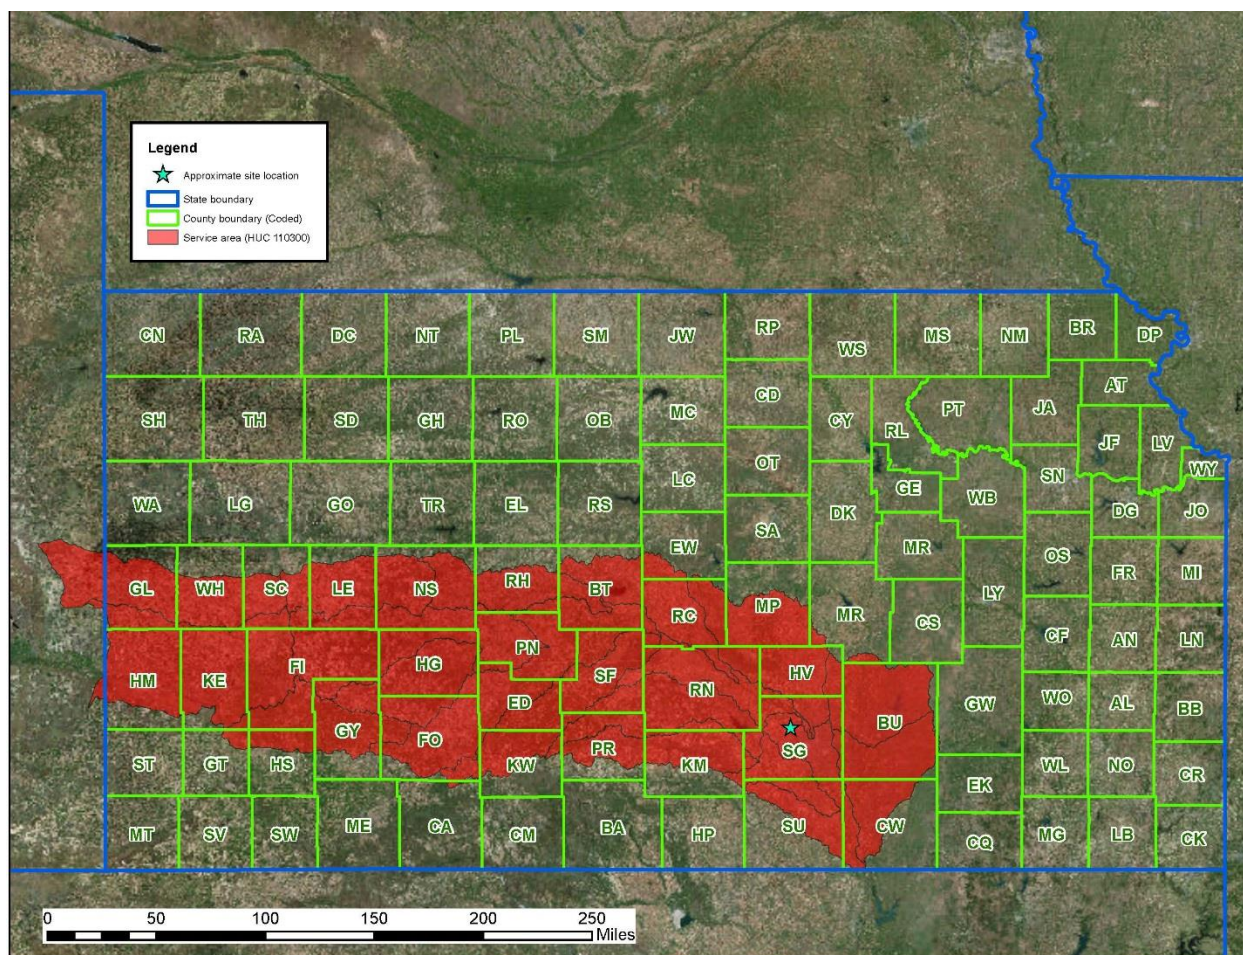 Legend
Approximate site location
State boundary
County boundary (Coded)
Service area (HUC 110300)
CN RA DC NT PL SM JW RP WS MS NM BR DP
SH TH SD GH RO OB MC CD CY RL PT JA AT
JF LV WY
WA LG GO TR EL RS LC OT DK GE WB SN DG JO
EW SA MR OS FR MI
GL WH SC LE NS RH BT RC MP MR CS LY CF AN LN
HM KE FI HG PN SF RN HV GW WO AL BB
GY FO ED SG BU
ST GT HS KW PR KM EK WL NO CR
MT SV SW ME CA CM BA HP SU CW CQ MG LB CK
0 50 100 150 200 250
Miles